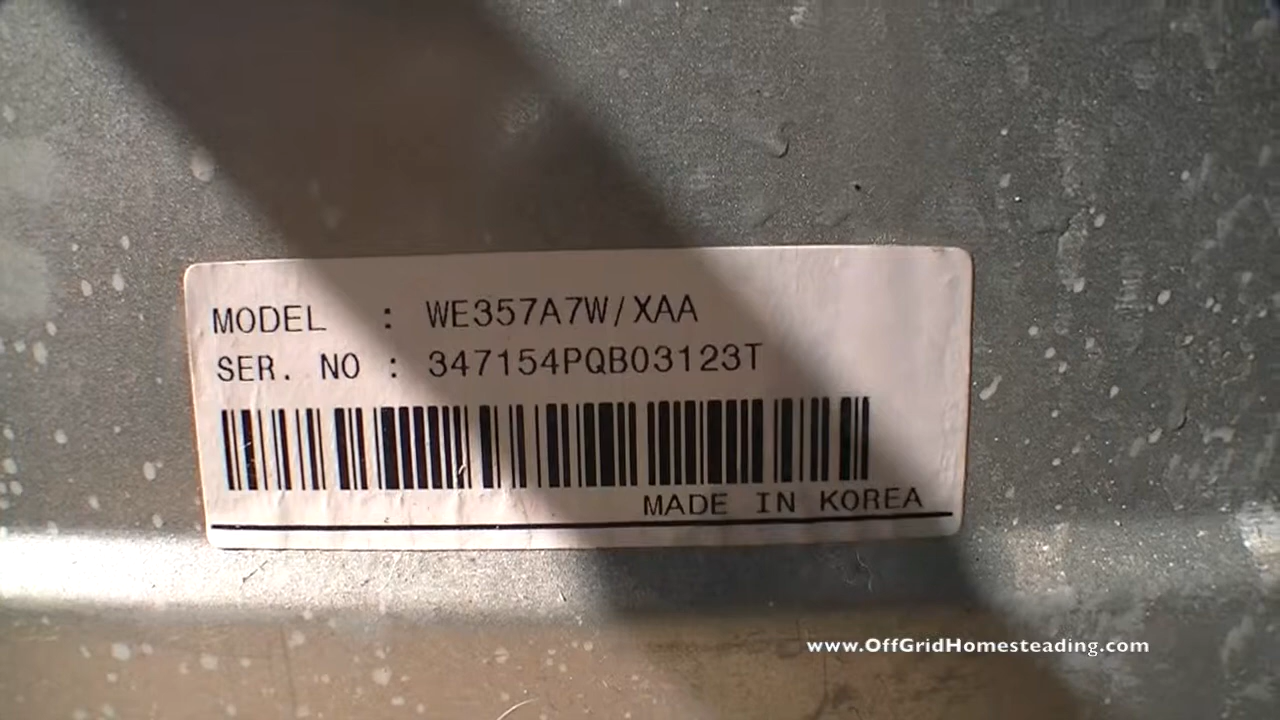 MODEL : WE357A7W/XAA
SER. NO : 347154PQB03123T
MADE IN KOREA
www.OffGridHomesteading.com